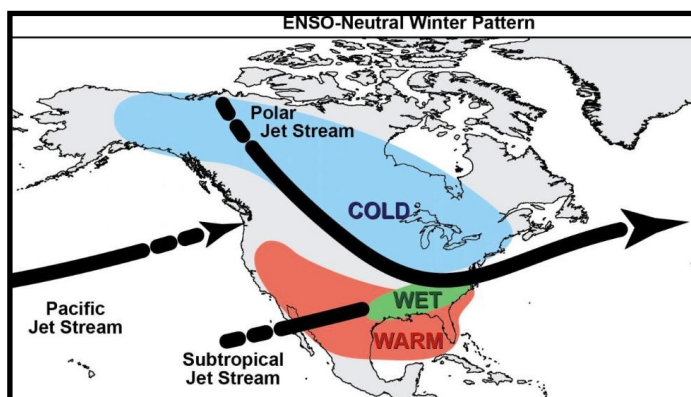 ENSO-Neutral Winter Pattern
Polar
Jet Stream
COLD
Pacific
Jet Stream
WET
WARM
Subtropical
Jet Stream